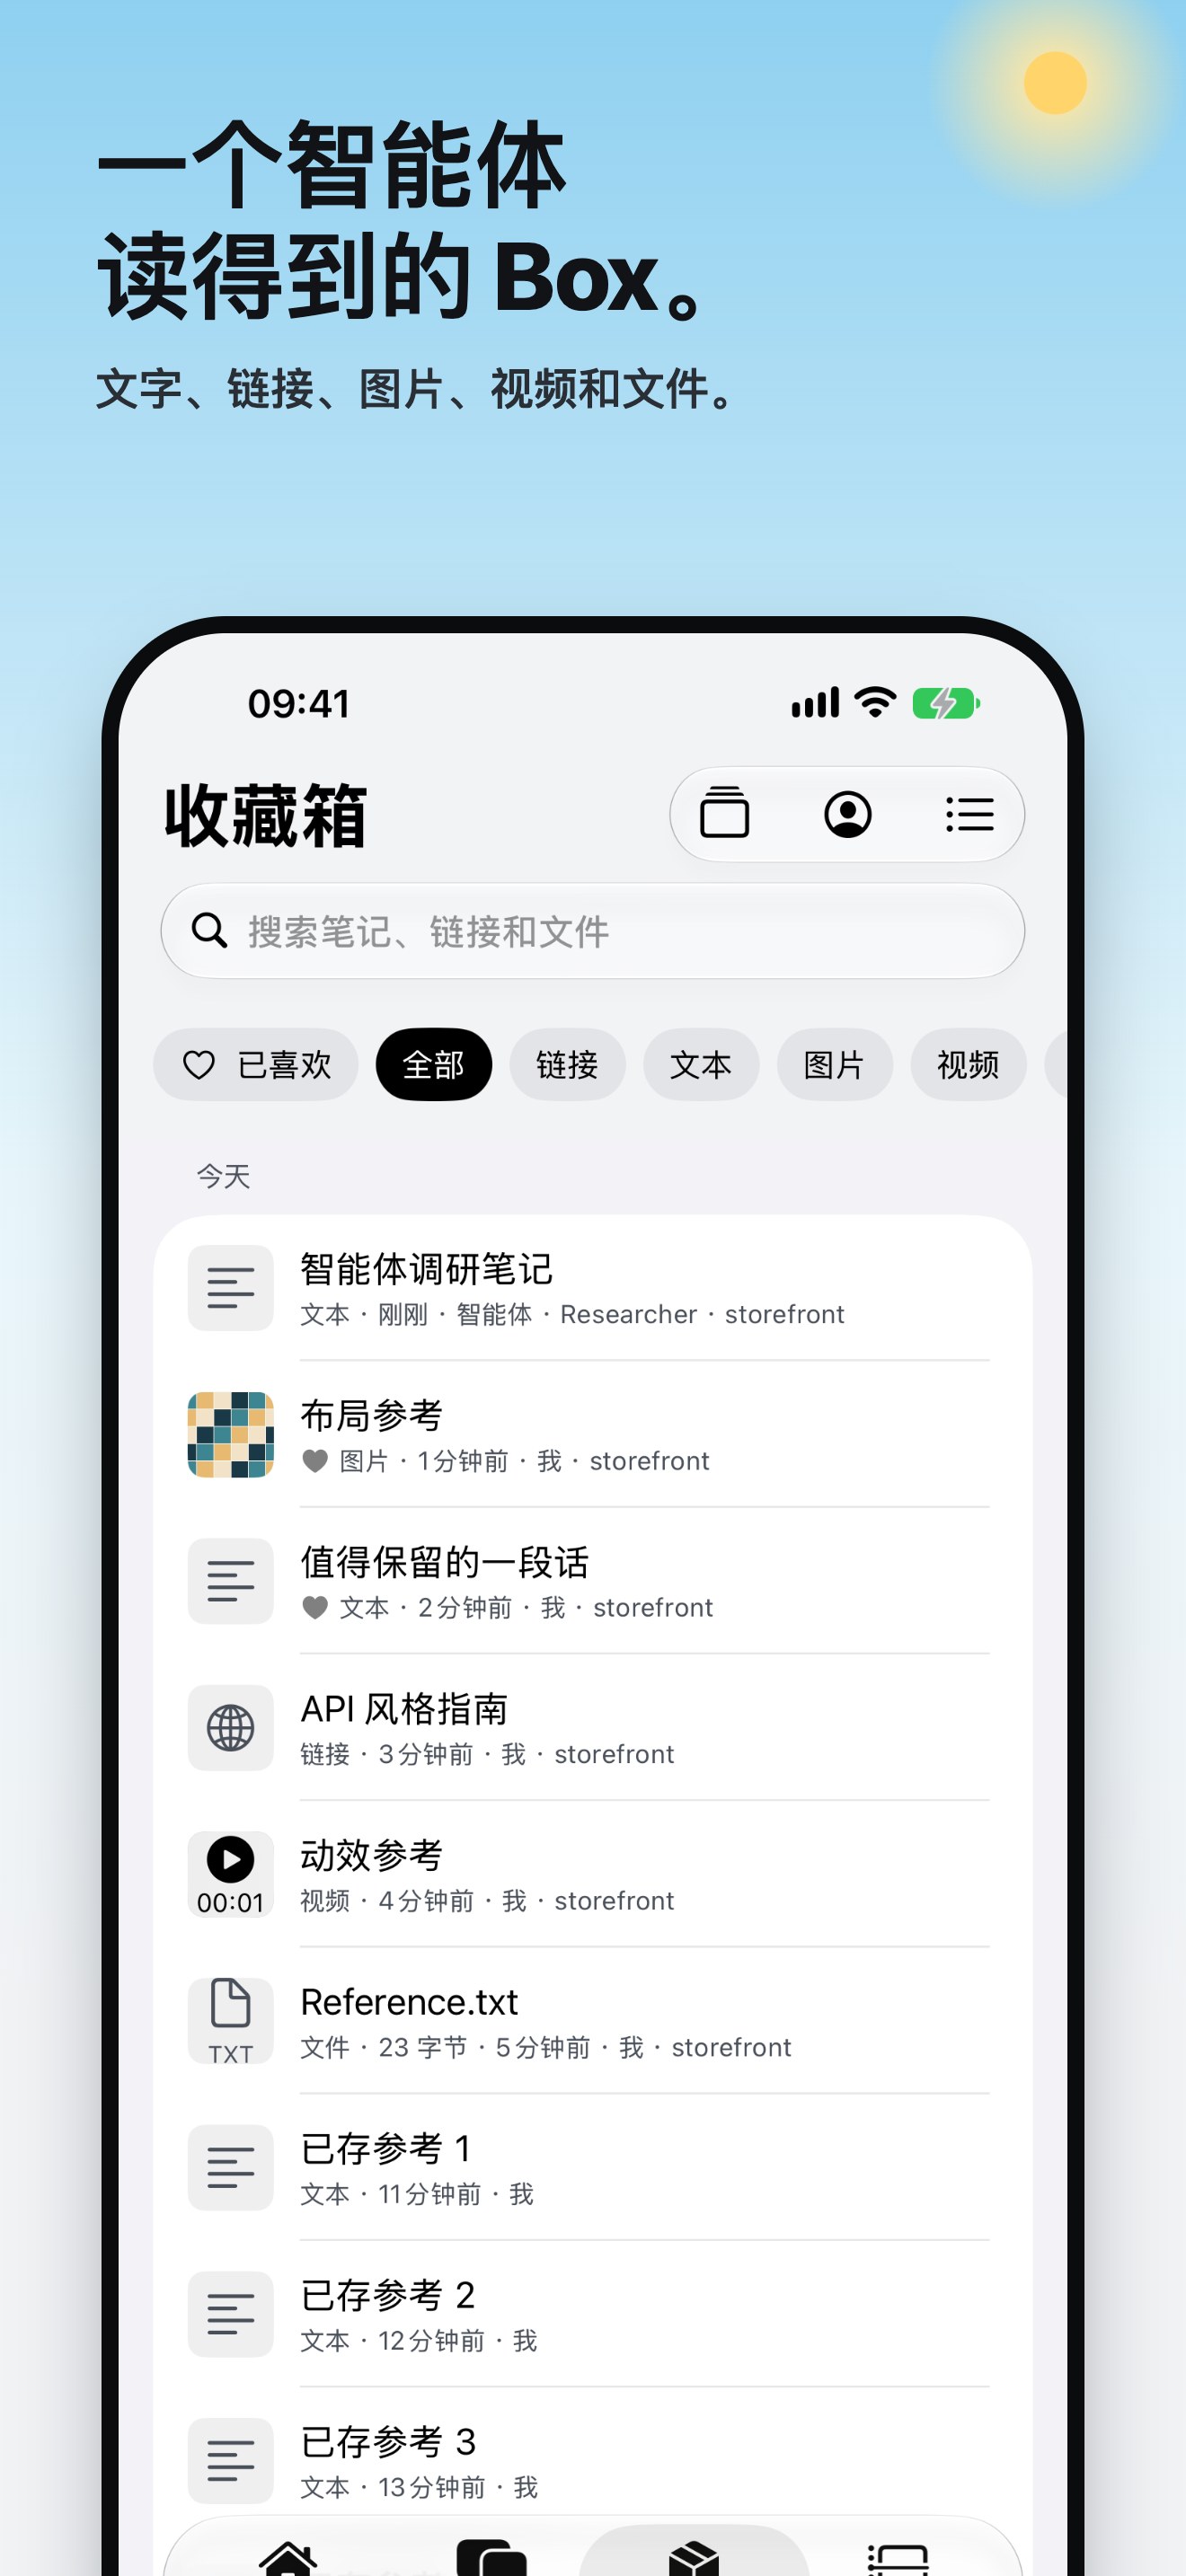 一个智能体
读得到的 Box。
文字、链接、图片、视频和文件。
09:41
收藏箱
搜索笔记、链接和文件
已喜欢 全部 链接 文本 图片 视频
今天
智能体调研笔记
文本 · 刚刚 · 智能体 · Researcher · storefront
布局参考
图片 · 1分钟前 · 我 · storefront
值得保留的一段话
文本 · 2分钟前 · 我 · storefront
API 风格指南
链接 · 3分钟前 · 我 · storefront
动效参考
00:01
视频 · 4分钟前 · 我 · storefront
Reference.txt
TXT
文件 · 23 字节 · 5分钟前 · 我 · storefront
已存参考 1
文本 · 11分钟前 · 我
已存参考 2
文本 · 12分钟前 · 我
已存参考 3
文本 · 13分钟前 · 我